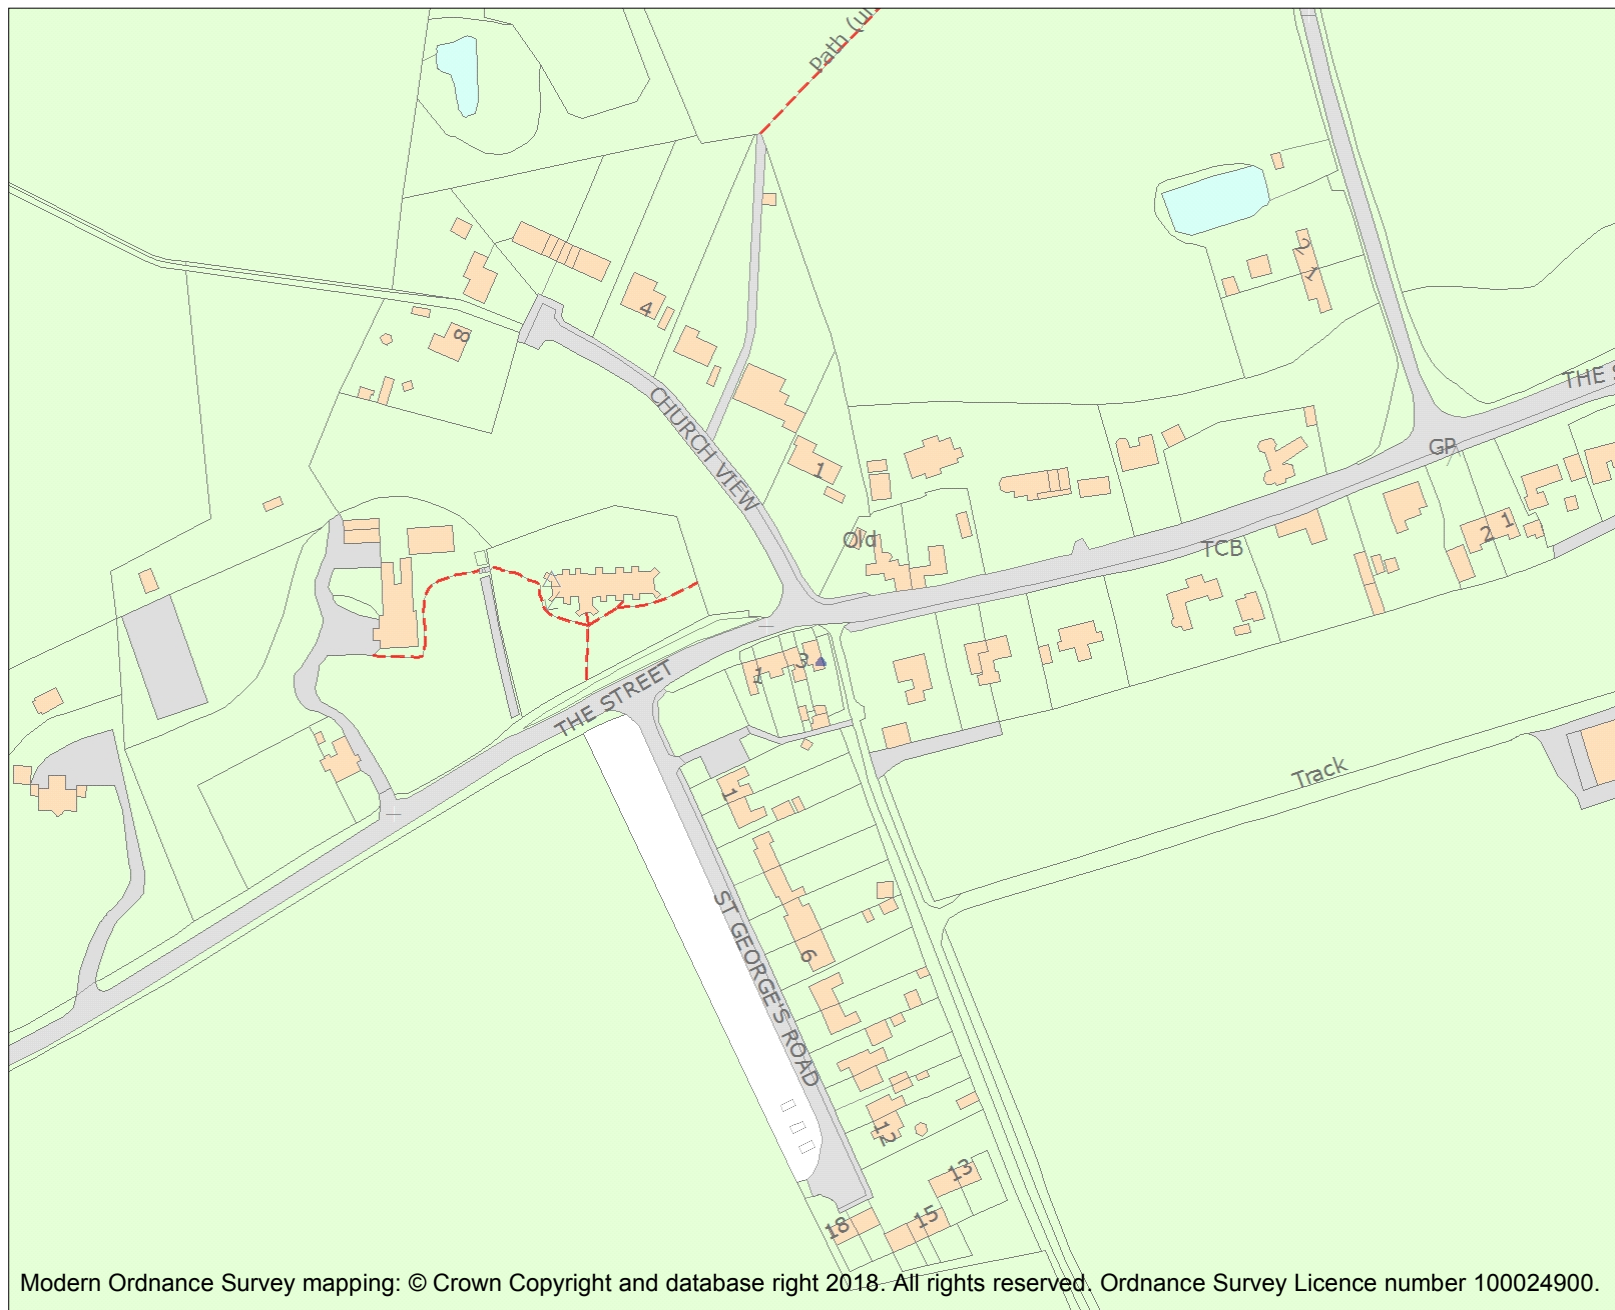 Path (u
2
1
4
8
THE S
CHURCH VIEW
GP
1
2 1
Old
TCB
3
1
THE STREET
Track
1
ST GEORGE'S ROAD
6
12
13
15
18
Modern Ordnance Survey mapping: © Crown Copyright and database right 2018. All rights reserved. Ordnance Survey Licence number 100024900.